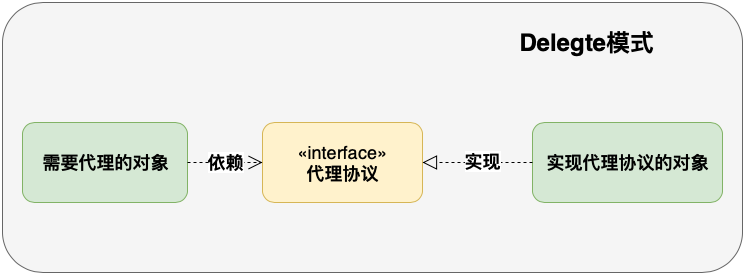 Delegte模式
需要代理的对象
依赖
«interface»
代理协议
实现
实现代理协议的对象